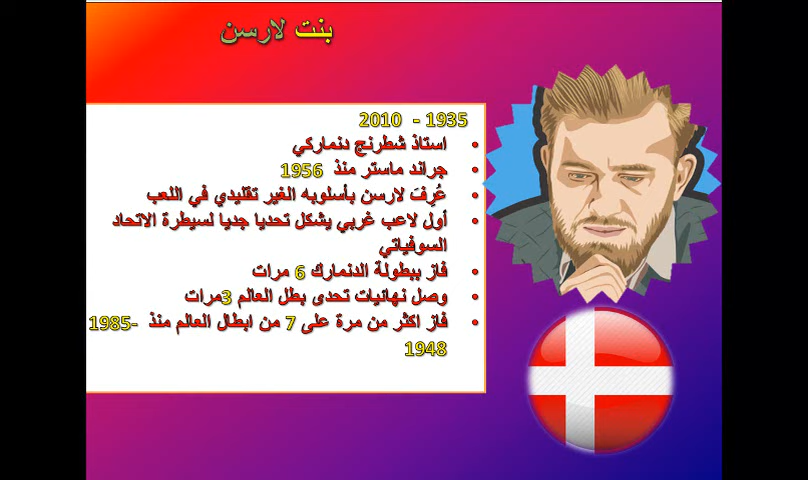 بنت لارسن
1935 - 2010
• استاذ شطرنج دنماركي
• جراند ماستر منذ 1956
• عُرِفَ لارسن بأسلوبه الغير تقليدي في اللعب
• أول لاعب غربي يشكل تحديا جديا لسيطرة الاتحاد
السوفياتي
• فاز ببطولة الدنمارك 6 مرات
• وصل نهائيات تحدي بطل العالم 3مرات
• فاز اكثر من مرة على 7 من ابطال العالم منذ 1985-
1948